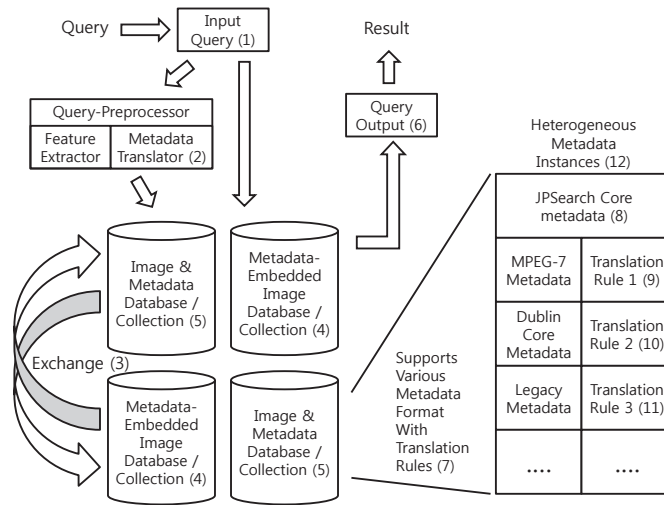 Query
Input
Query (1)
Result
Query-Preprocessor
Feature
Extractor
Metadata
Translator (2)
Query
Output (6)
Heterogeneous
Metadata
Instances (12)
JPSearch Core
metadata (8)
MPEG-7
Metadata
Translation
Rule 1 (9)
Dublin
Core
Metadata
Translation
Rule 2 (10)
Legacy
Metadata
Translation
Rule 3 (11)
....
....
Image &
Metadata
Database /
Collection (5)
Metadata-
Embedded
Image
Database /
Collection (4)
Exchange (3)
Metadata-
Embedded
Image
Database /
Collection (4)
Image &
Metadata
Database /
Collection (5)
Supports
Various
Metadata
Format
With
Translation
Rules (7)